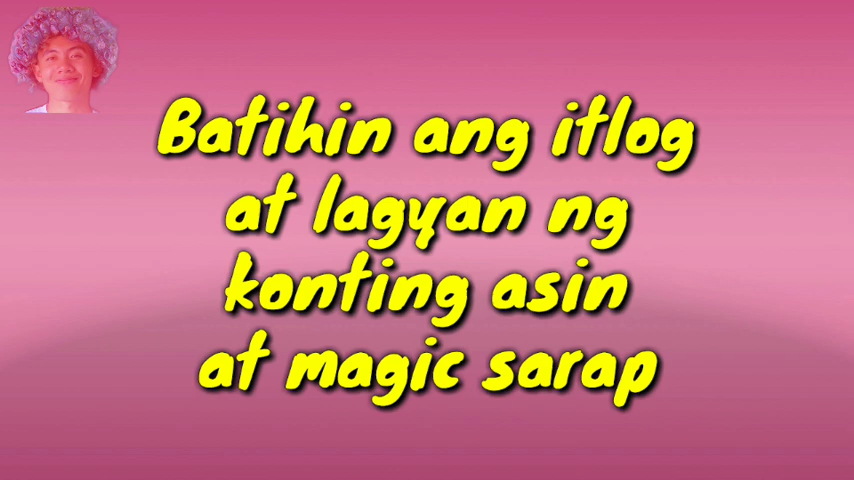 Batihin ang itlog
at lagyan ng
konting asin
at magic sarap